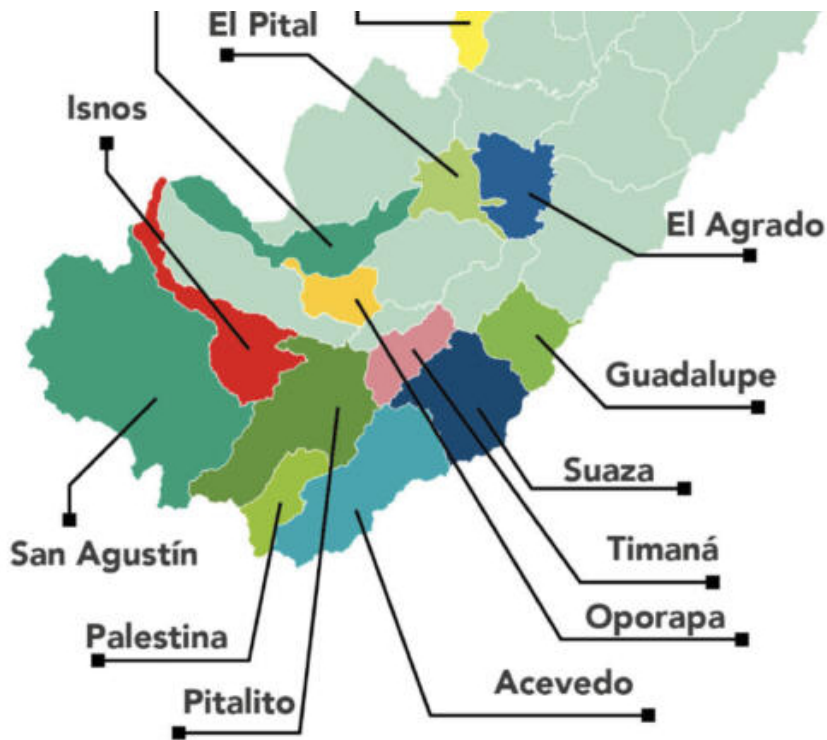 El Pital
Isnos
El Agrado
Guadalupe
Suaza
San Agustín
Timaná
Oporapa
Palestina
Acevedo
Pitalito